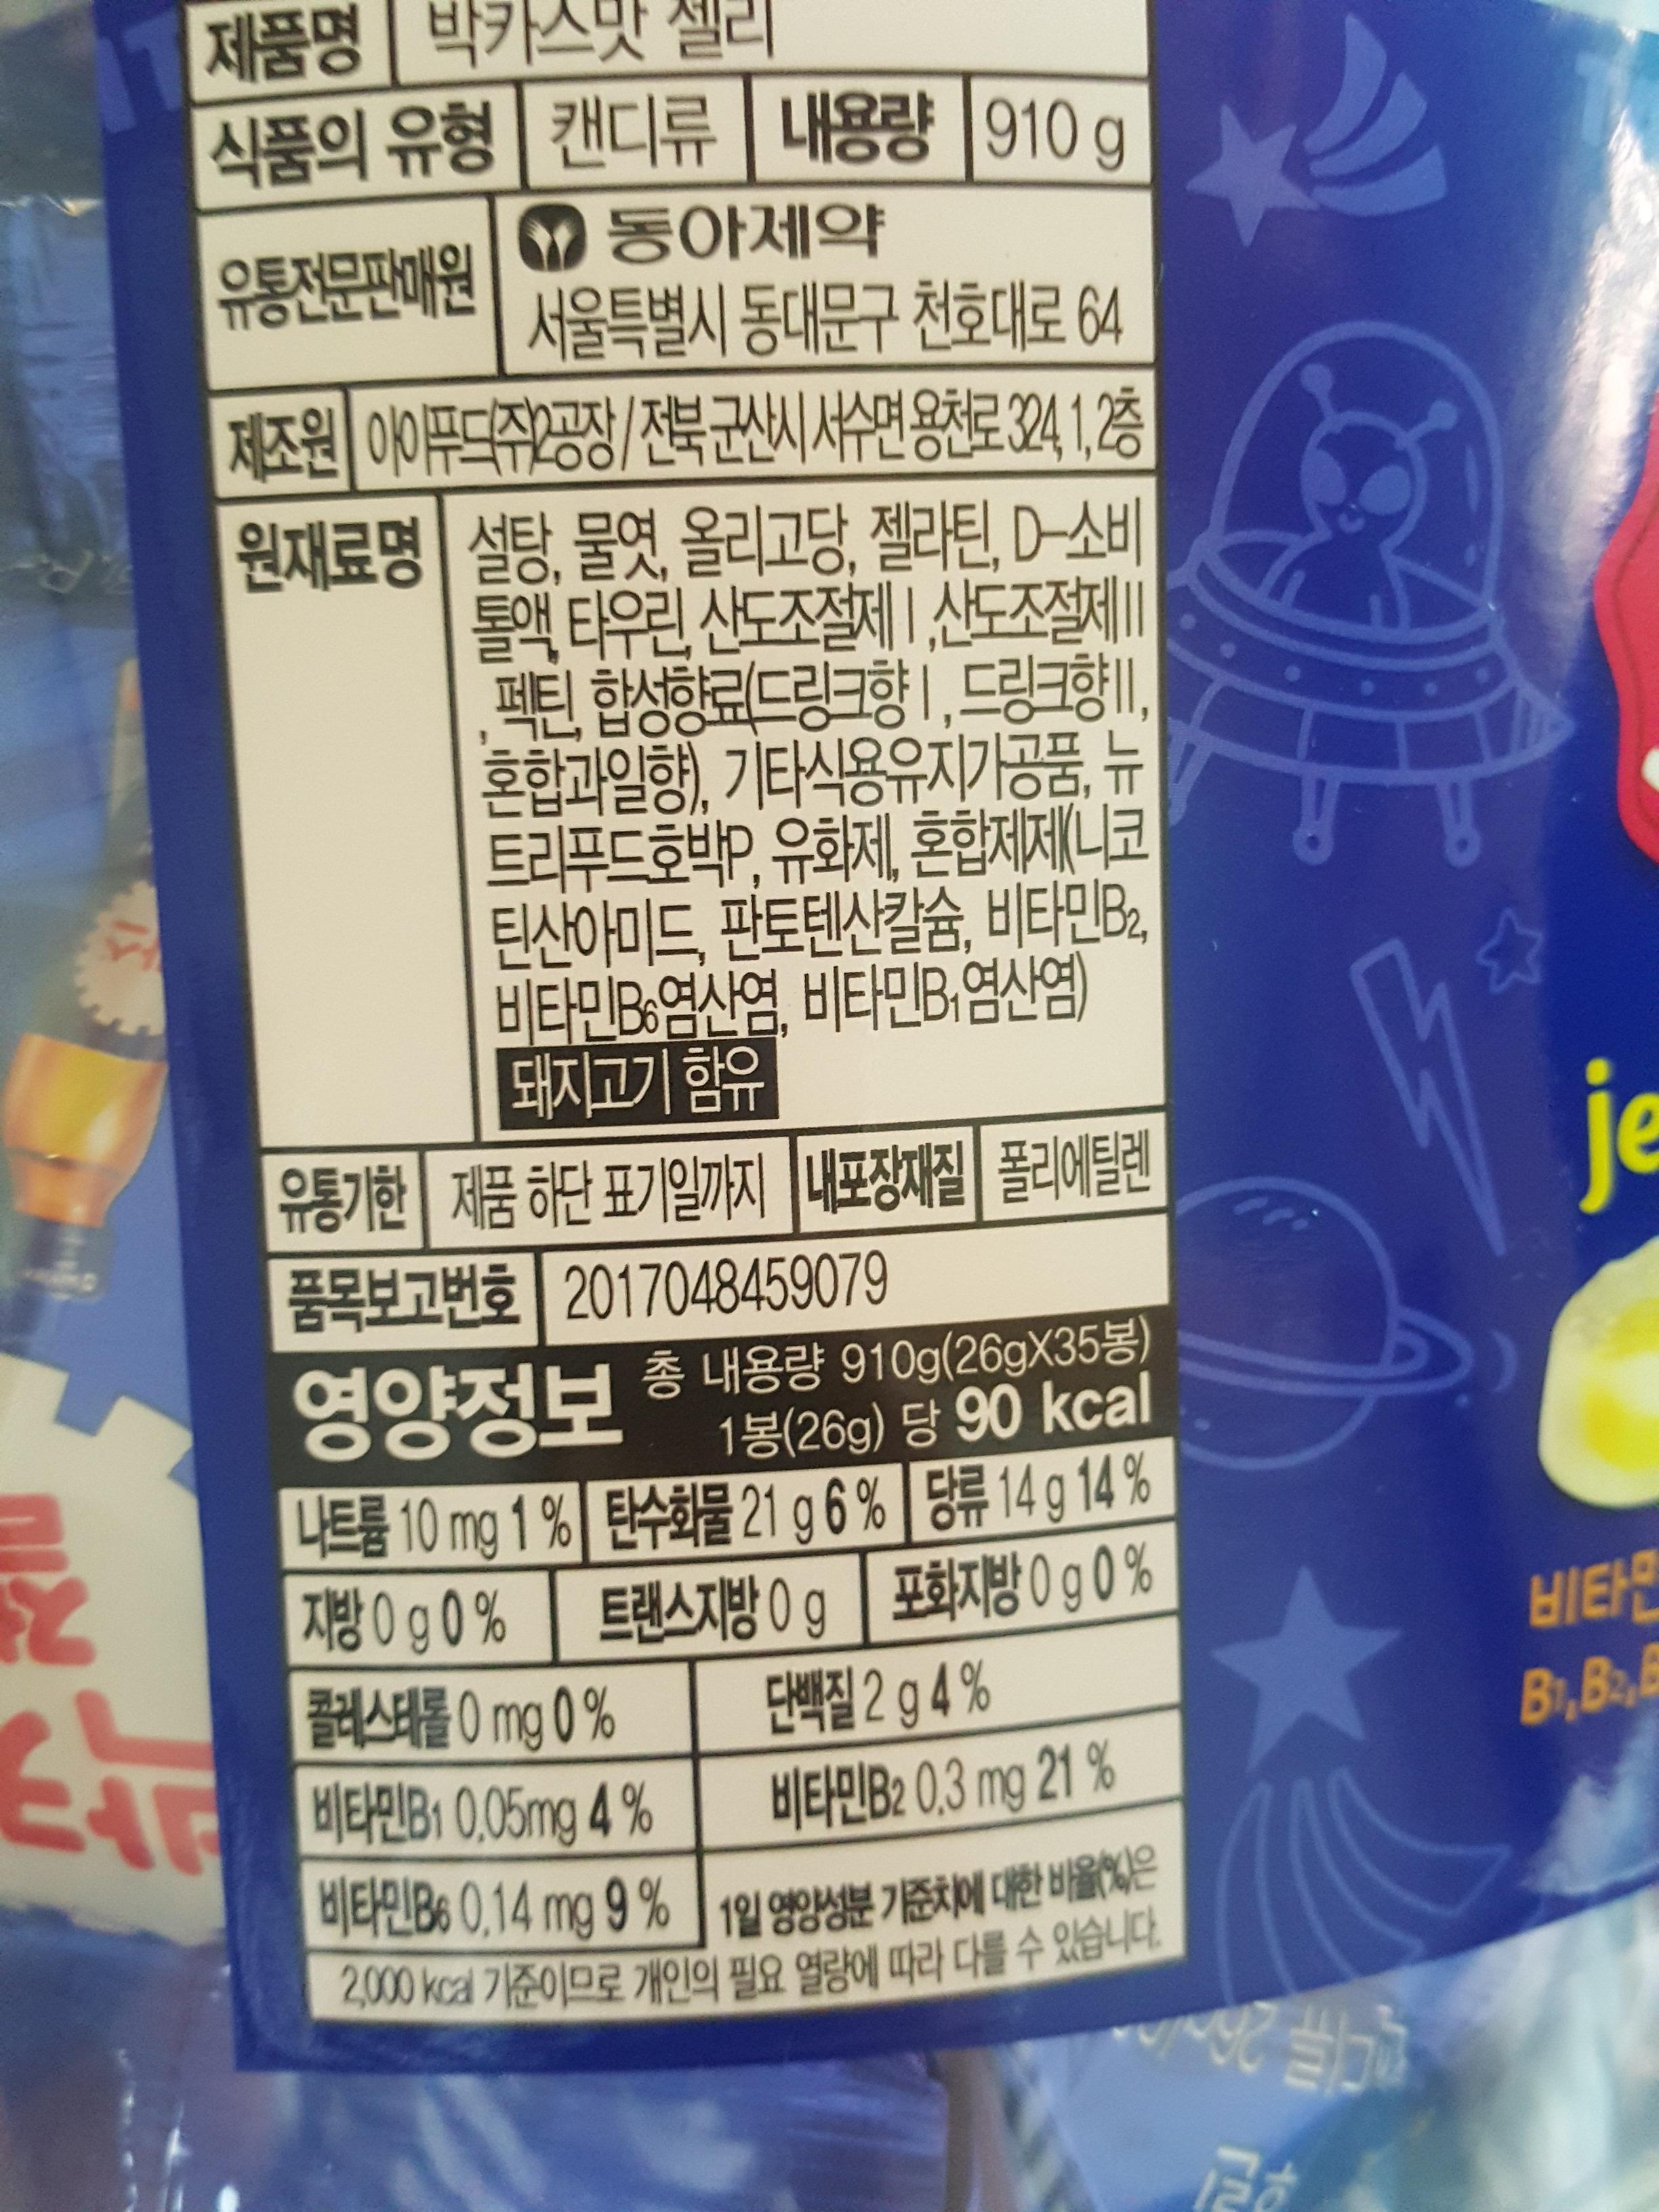 제품명 박카스맛 젤리
식품의 유형 캔디류 내용량 910 g
유통전문판매원 동아제약
서울특별시 동대문구 천호대로 64
제조원 아이푸드(주)2공장 / 전북 군산시 서수면 용천로 324, 1, 2층
원재료명 설탕, 물엿, 올리고당, 젤라틴, D-소비
톨액, 타우린, 산도조절제Ⅰ, 산도조절제Ⅱ
, 펙틴, 합성향료(드링크향Ⅰ, 드링크향Ⅱ,
혼합과일향), 기타식용유지가공품, 뉴
트리푸드호박P, 유화제, 혼합제제(니코
틴산아미드, 판토텐산칼슘, 비타민B2,
비타민B6염산염, 비타민B1염산염)
돼지고기 함유
유통기한 제품 하단 표기일까지 내포장재질 폴리에틸렌
품목보고번호 2017048459079
영양정보 총 내용량 910g(26gX35봉)
1봉(26g) 당 90 kcal
나트륨 10 mg 1 % 탄수화물 21 g 6 % 당류 14 g 14 %
지방 0 g 0 % 트랜스지방 0 g 포화지방 0 g 0 %
콜레스테롤 0 mg 0 % 단백질 2 g 4 %
비타민B1 0.05mg 4 % 비타민B2 0.3 mg 21 %
비타민B6 0.14 mg 9 % 1일 영양성분 기준치에 대한 비율(%)은
2,000 kcal 기준이므로 개인의 필요 열량에 따라 다를 수 있습니다.
je
비타민
B1, B2, B